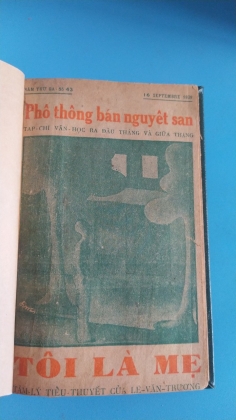 Phổ thông bán nguyệt san
TẠP-CHÍ VĂN-HỌC RA ĐẦU THÁNG VÀ GIỮA THÁNG
TÔI LÀ MẸ
TÂM-LÝ TIỂU THUYẾT CỦA LÊ-VĂN-TRƯƠNG